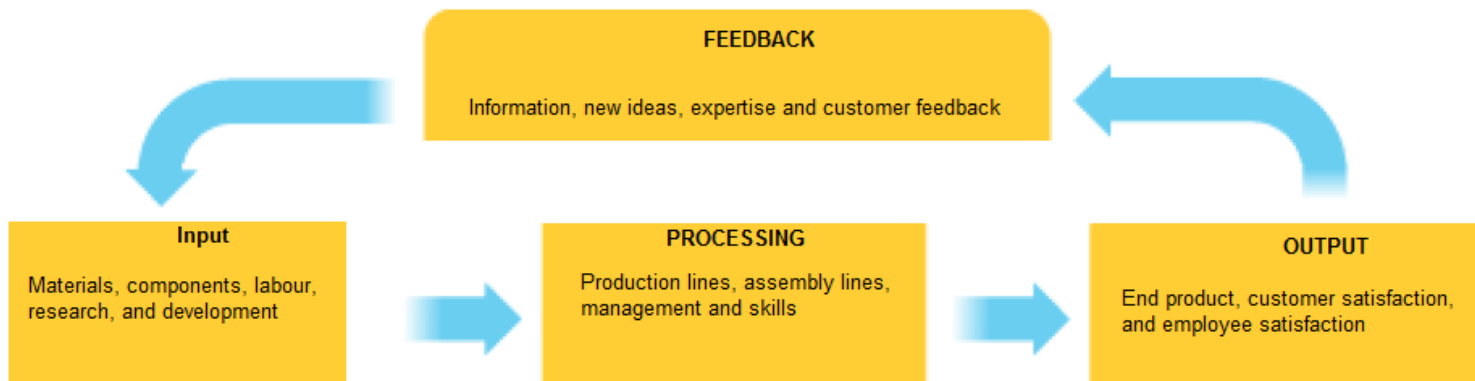 FEEDBACK
Information, new ideas, expertise and customer feedback
Input
Materials, components, labour,
research, and development
PROCESSING
Production lines, assembly lines,
management and skills
OUTPUT
End product, customer satisfaction,
and employee satisfaction